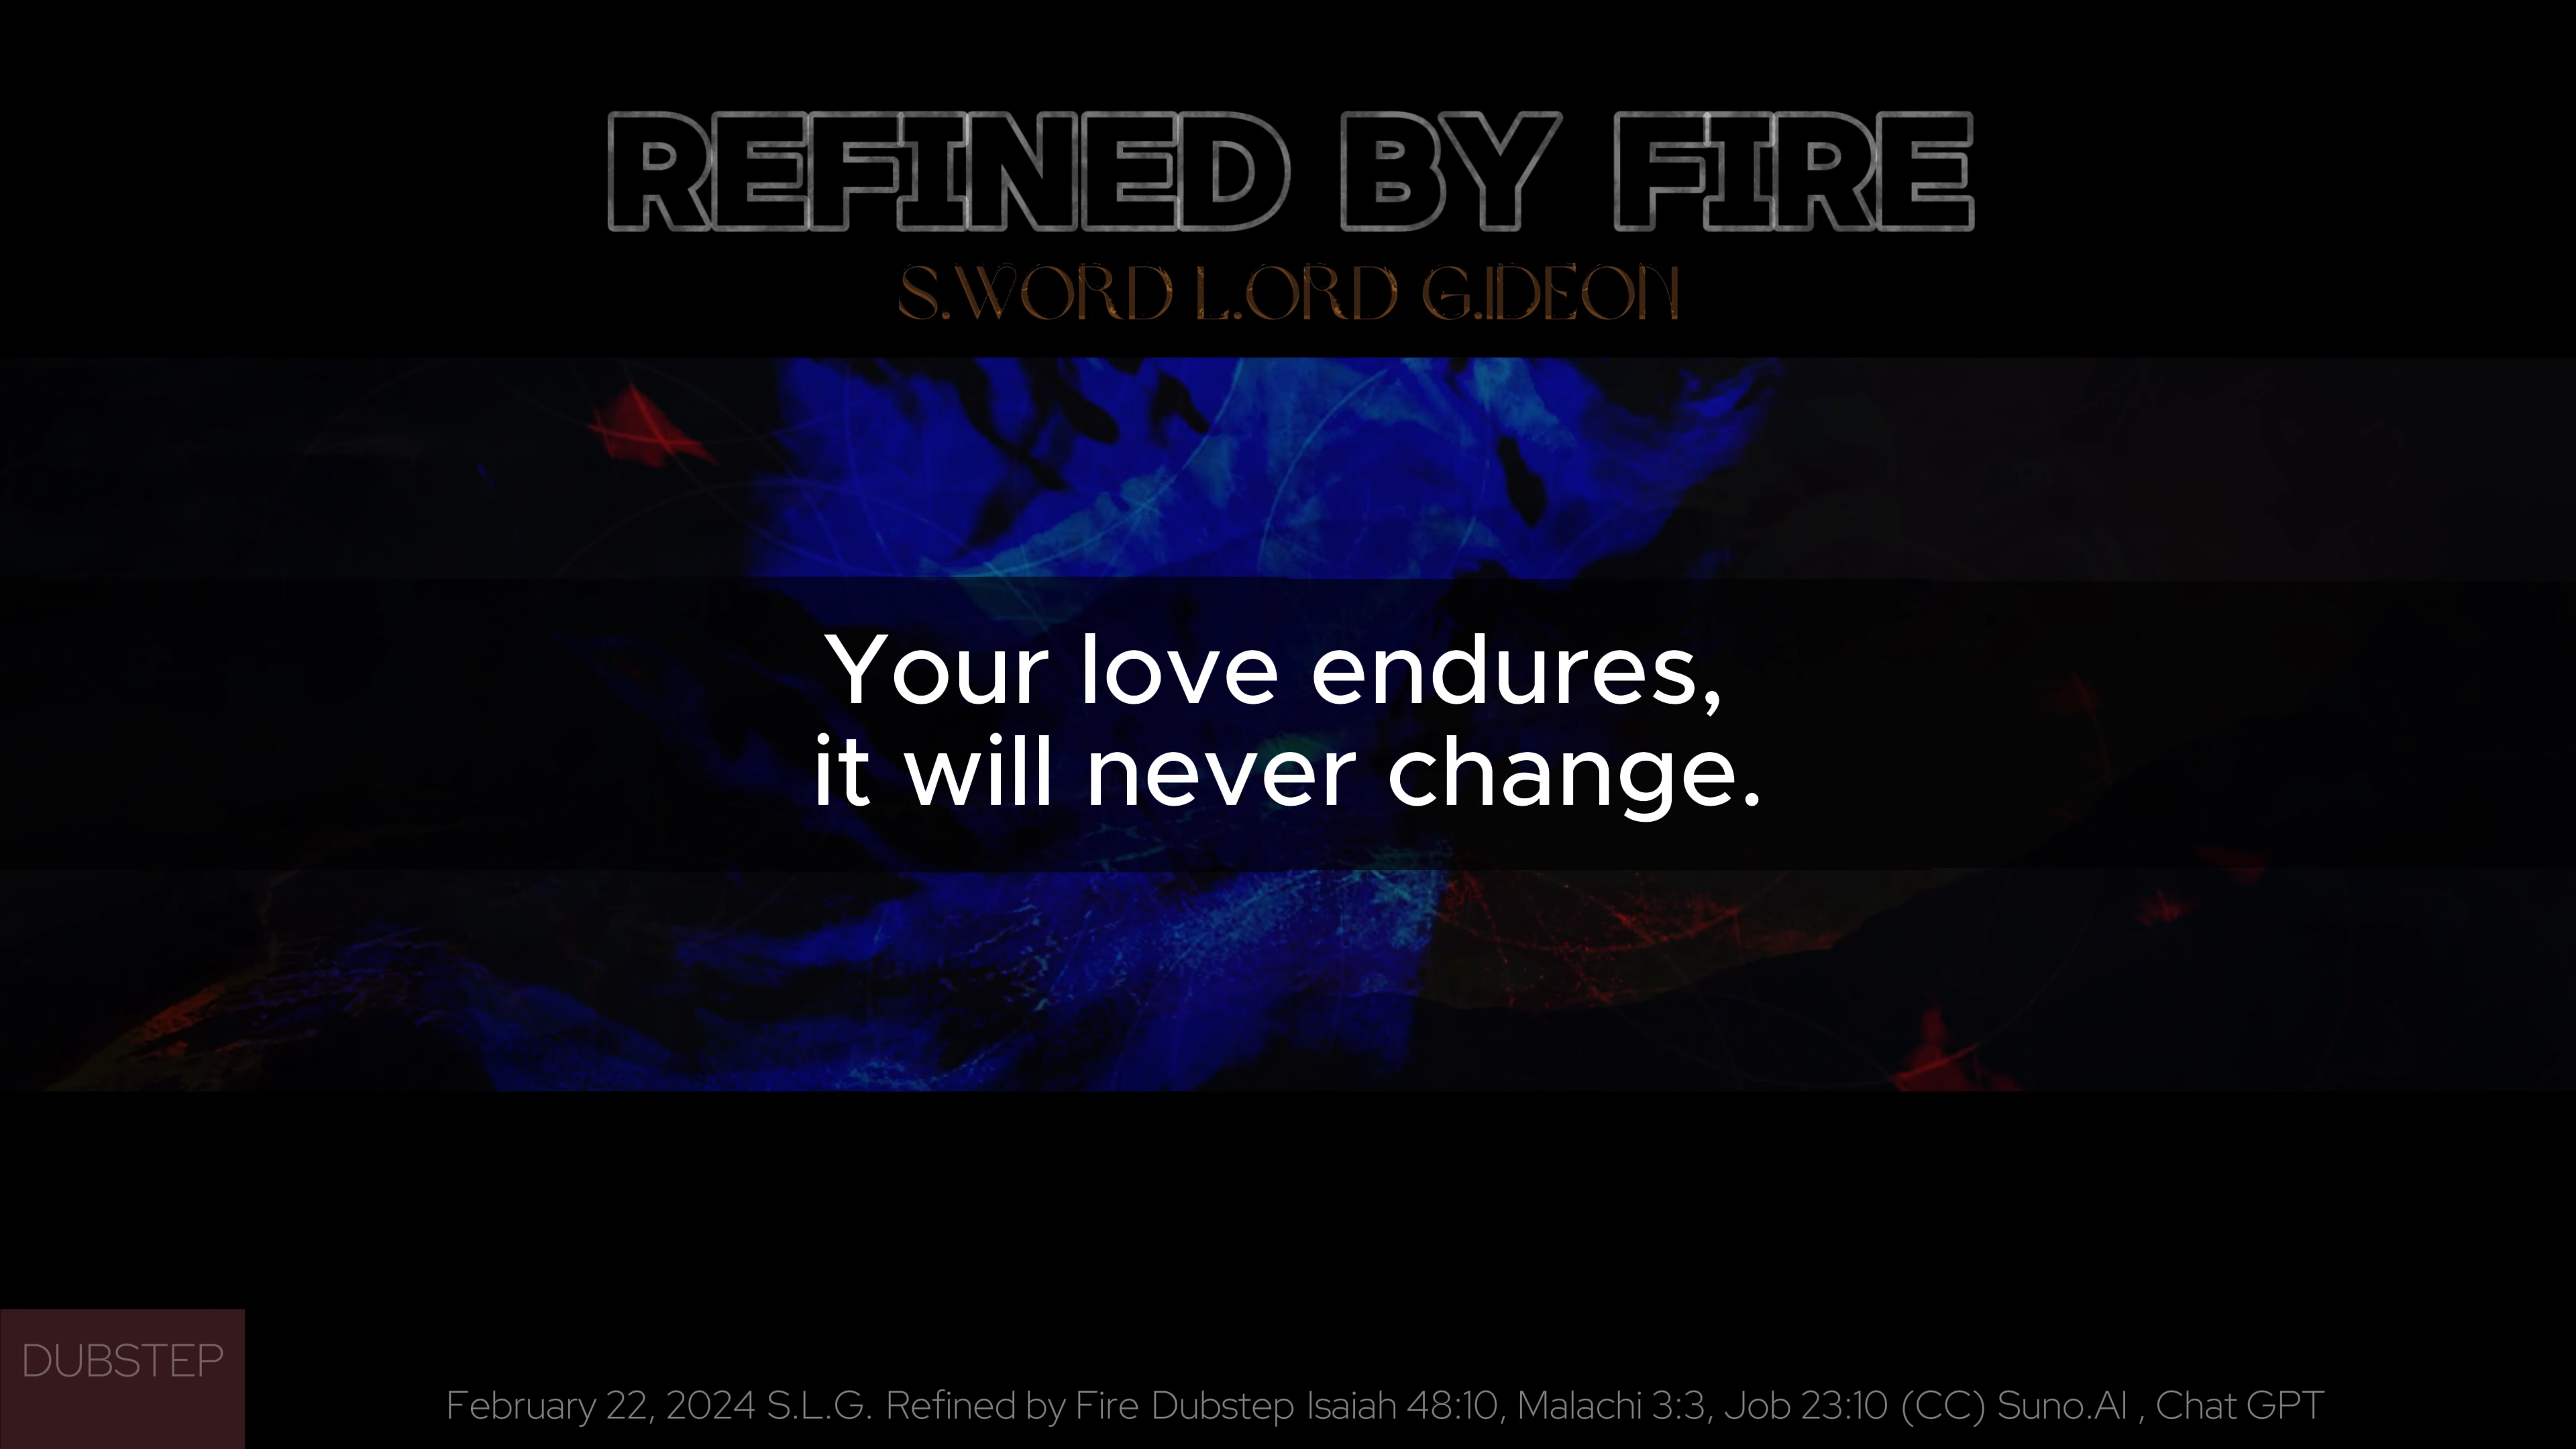 REFINED BY FIRE
S.WORD L.ORD G.IDEON
Your love endures,
it will never change.
DUBSTEP
February 22, 2024 S.L.G. Refined by Fire Dubstep Isaiah 48:10, Malachi 3:3, Job 23:10 (CC) Suno.AI , Chat GPT